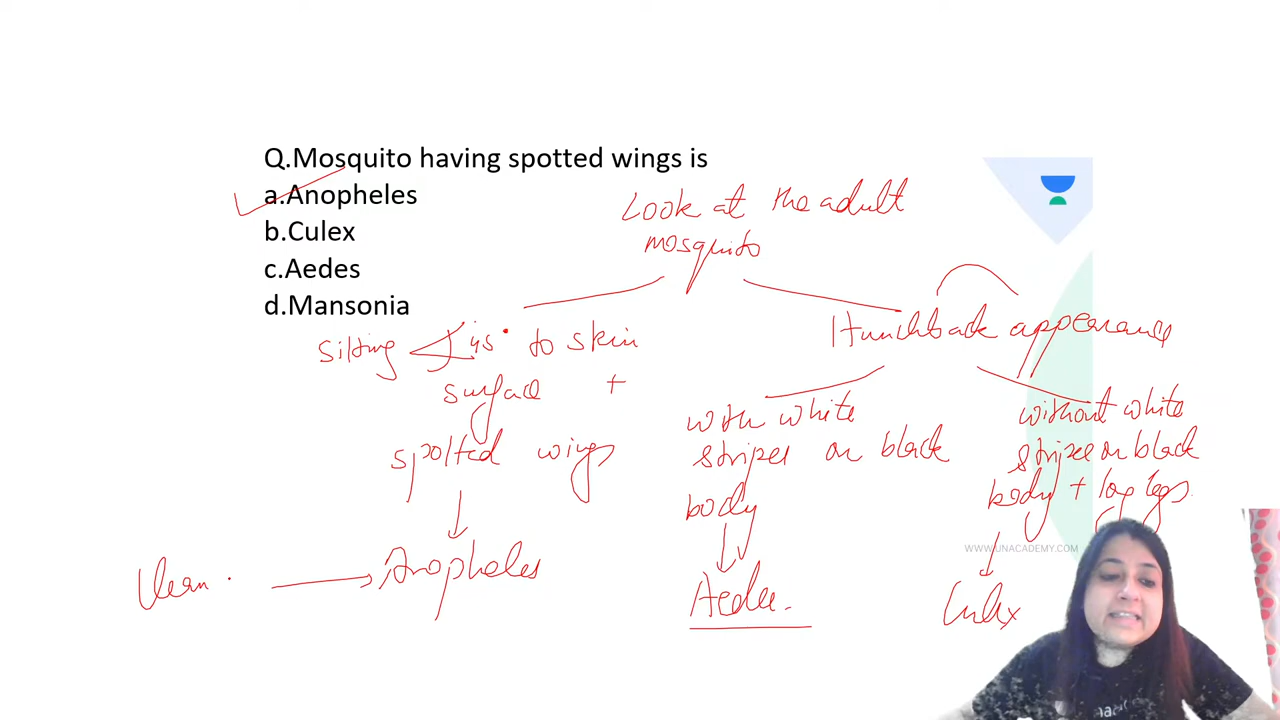 Q.Mosquito having spotted wings is
a.Anopheles
b.Culex
c.Aedes
d.Mansonia
Look at the adult
mosquito
Sitting 45° to skin
surface +
spotted wings
Anopheles
Hunchback appearance
with white
stripes on black
body
Aedes.
without white
stripes on black
body + long legs
Culex
WWW.UNACADEMY.COM